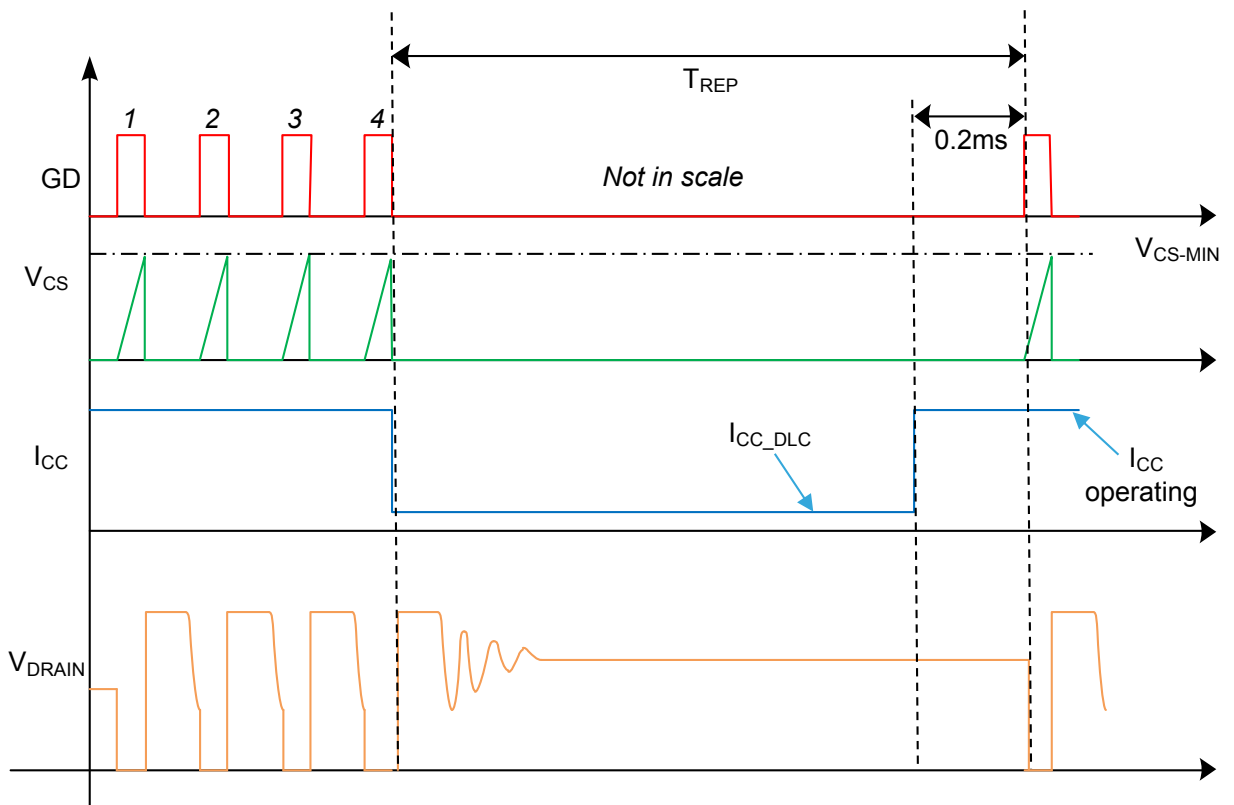 T_REP
1 2 3 4
0.2ms
GD
Not in scale
V_CS-MIN
V_CS
I_CC_DLC
I_CC
I_CC
operating
V_DRAIN